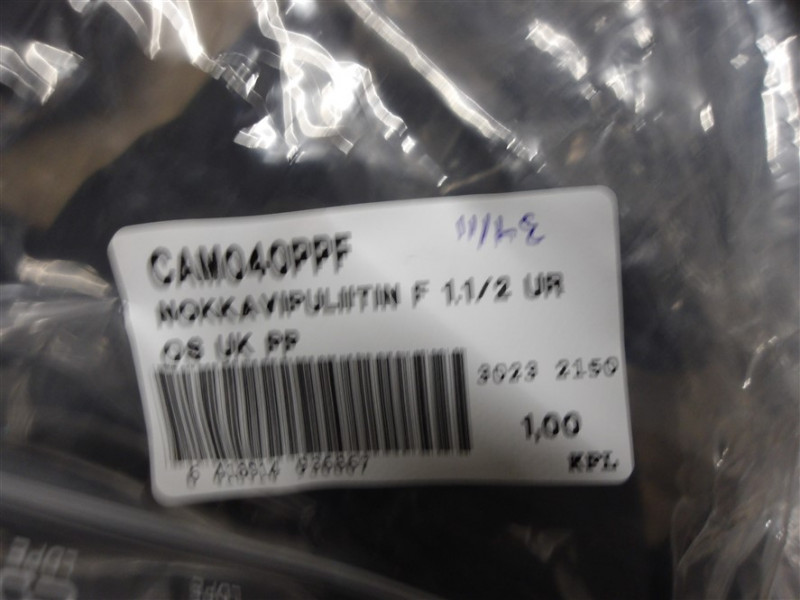 CAM040PPF
NOKKAVIPULIITIN F 1.1/2 UR
OS UK PP
3023 2150
1,00
KPL